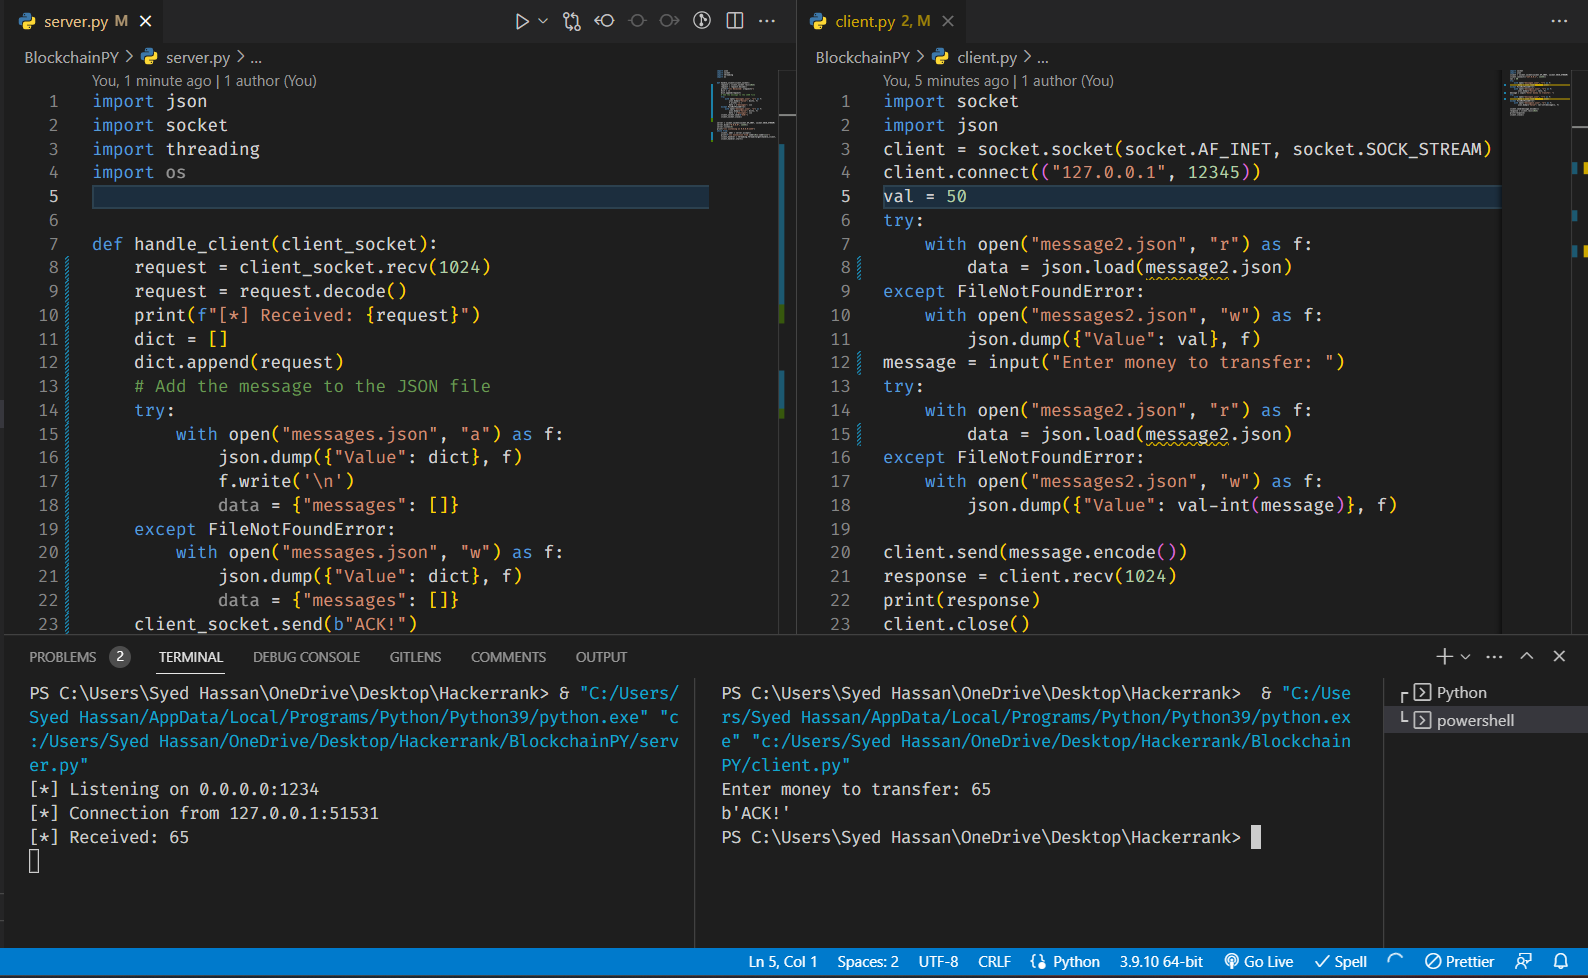 server.py M
BlockchainPY > server.py > ...
You, 1 minute ago | 1 author (You)
1 import json
2 import socket
3 import threading
4 import os
5
6
7 def handle_client(client_socket):
8     request = client_socket.recv(1024)
9     request = request.decode()
10     print(f"[*] Received: {request}")
11     dict = []
12     dict.append(request)
13     # Add the message to the JSON file
14     try:
15         with open("messages.json", "a") as f:
16             json.dump({"Value": dict}, f)
17             f.write('\n')
18             data = {"messages": []}
19     except FileNotFoundError:
20         with open("messages.json", "w") as f:
21             json.dump({"Value": dict}, f)
22             data = {"messages": []}
23     client_socket.send(b"ACK!")
client.py 2, M
BlockchainPY > client.py > ...
You, 5 minutes ago | 1 author (You)
1 import socket
2 import json
3 client = socket.socket(socket.AF_INET, socket.SOCK_STREAM)
4 client.connect(("127.0.0.1", 12345))
5 val = 50
6 try:
7     with open("message2.json", "r") as f:
8         data = json.load(message2.json)
9 except FileNotFoundError:
10     with open("messages2.json", "w") as f:
11         json.dump({"Value": val}, f)
12 message = input("Enter money to transfer: ")
13 try:
14     with open("message2.json", "r") as f:
15         data = json.load(message2.json)
16 except FileNotFoundError:
17     with open("messages2.json", "w") as f:
18         json.dump({"Value": val-int(message)}, f)
19
20 client.send(message.encode())
21 response = client.recv(1024)
22 print(response)
23 client.close()
PROBLEMS 2 TERMINAL DEBUG CONSOLE GITLENS COMMENTS OUTPUT
PS C:\Users\Syed Hassan\OneDrive\Desktop\Hackerrank> & "C:/Users/
Syed Hassan/AppData/Local/Programs/Python/Python39/python.exe" "c
:/Users/Syed Hassan/OneDrive/Desktop/Hackerrank/BlockchainPY/serv
er.py"
[*] Listening on 0.0.0.0:1234
[*] Connection from 127.0.0.1:51531
[*] Received: 65
PS C:\Users\Syed Hassan\OneDrive\Desktop\Hackerrank>  & "C:/Use
rs/Syed Hassan/AppData/Local/Programs/Python/Python39/python.ex
e" "c:/Users/Syed Hassan/OneDrive/Desktop/Hackerrank/Blockchain
PY/client.py"
Enter money to transfer: 65
b'ACK!'
PS C:\Users\Syed Hassan\OneDrive\Desktop\Hackerrank>
Python
powershell
Ln 5, Col 1 Spaces: 2 UTF-8 CRLF Python 3.9.10 64-bit Go Live Spell Prettier